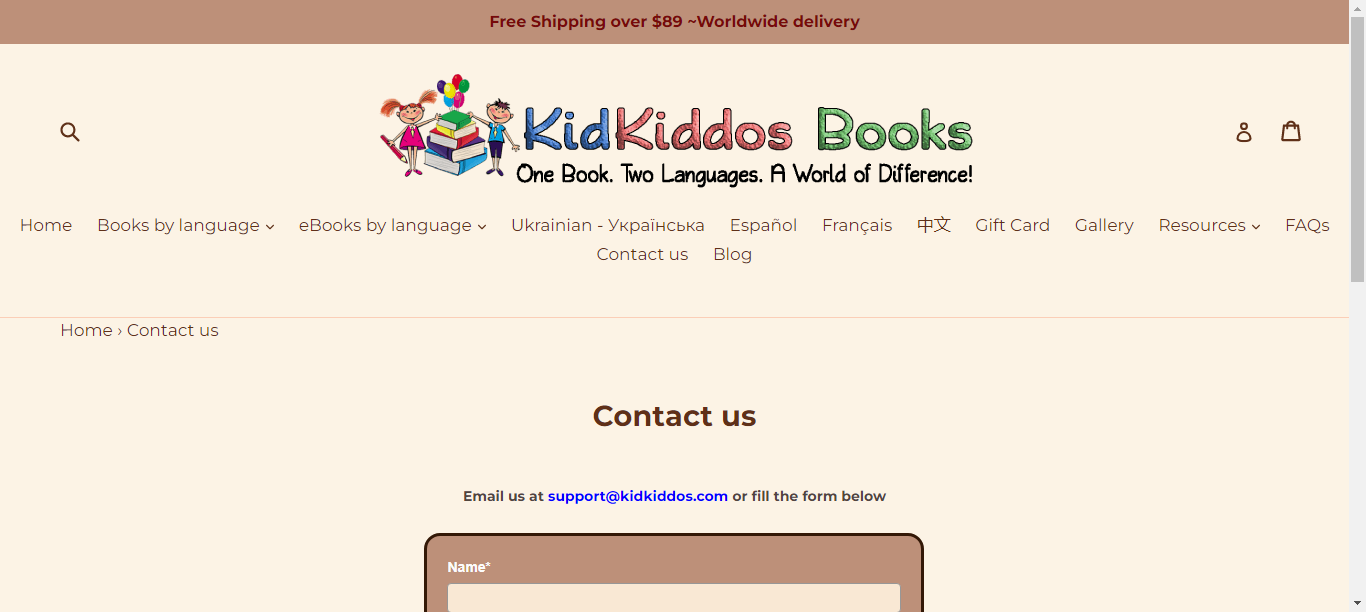 Free Shipping over $89 ~Worldwide delivery
KidKiddos Books
One Book. Two Languages. A World of Difference!
Home Books by language eBooks by language Ukrainian - Українська Español Français 中文 Gift Card Gallery Resources FAQs
Contact us Blog
Home › Contact us
Contact us
Email us at support@kidkiddos.com or fill the form below
Name*